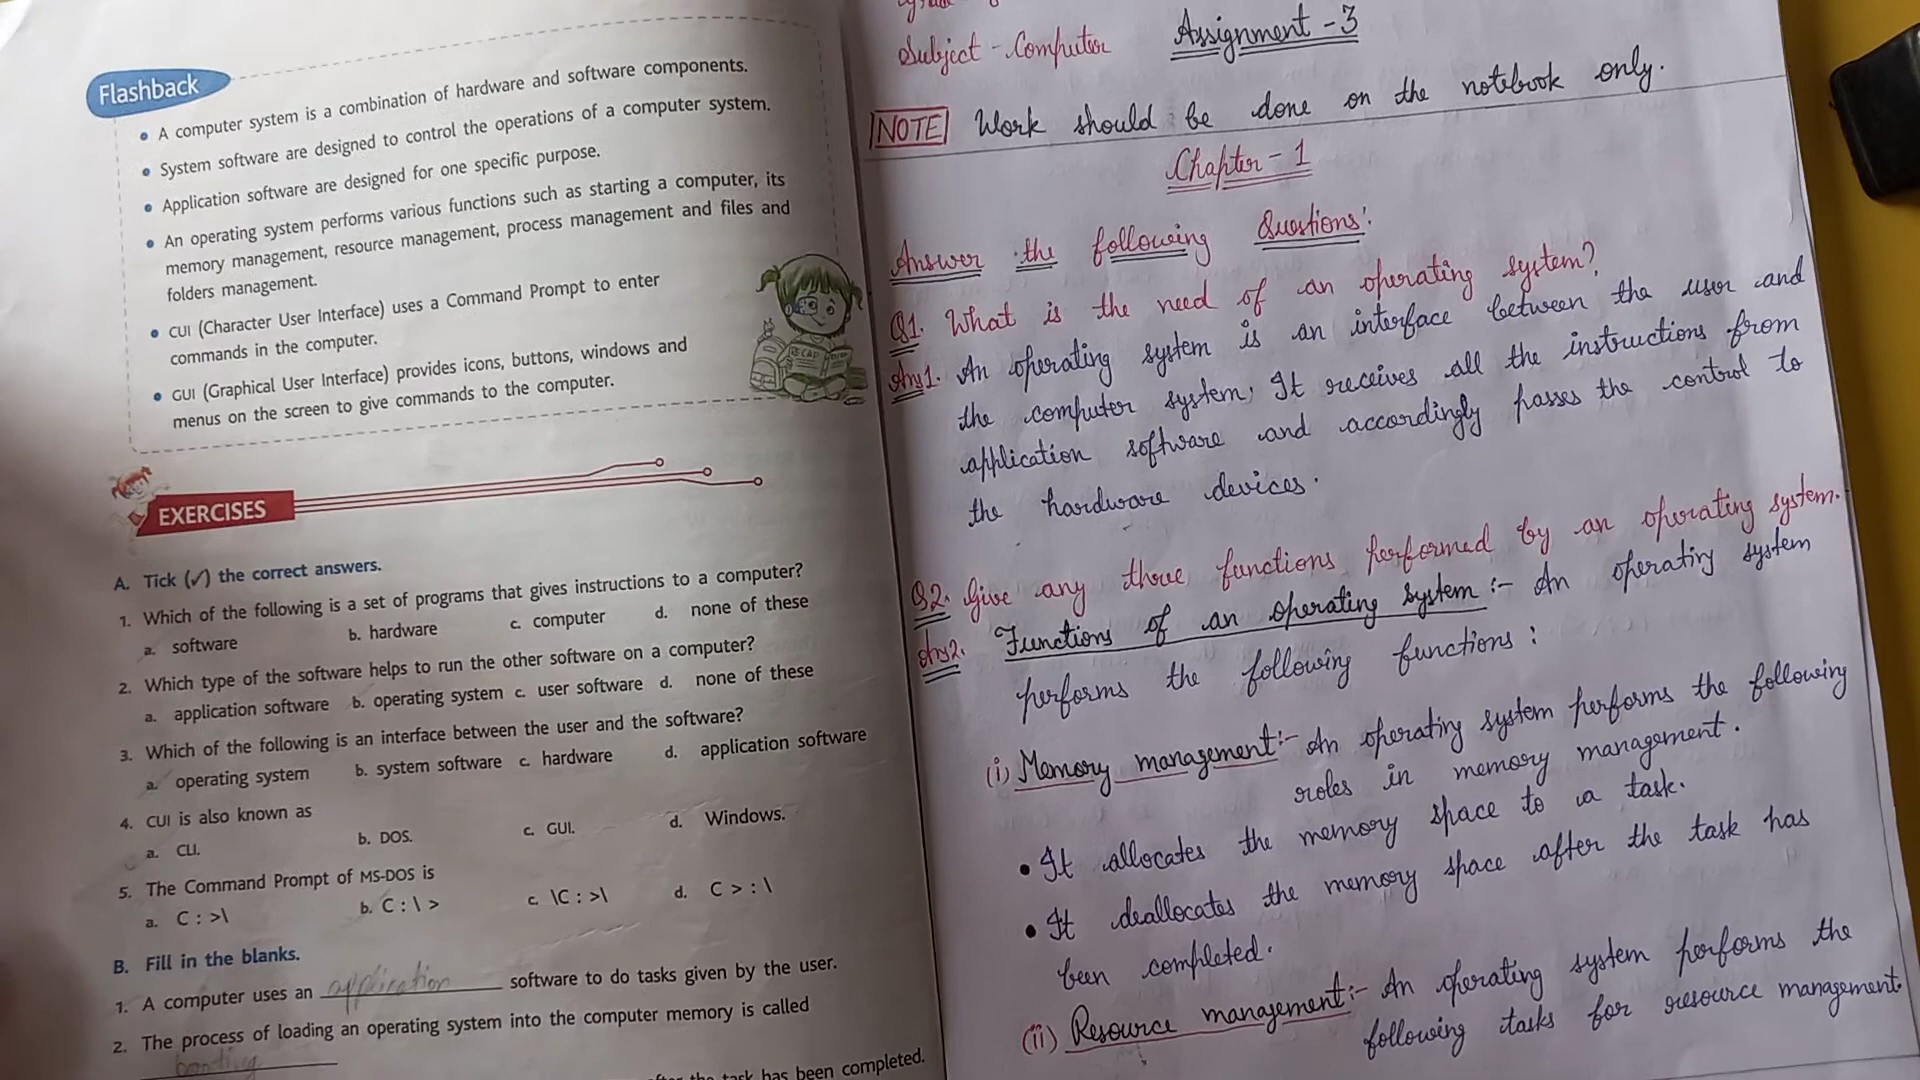 Flashback
• A computer system is a combination of hardware and software components.
• System software are designed to control the operations of a computer system.
• Application software are designed for one specific purpose.
• An operating system performs various functions such as starting a computer, its
memory management, resource management, process management and files and
folders management.
• CUI (Character User Interface) uses a Command Prompt to enter
commands in the computer.
• GUI (Graphical User Interface) provides icons, buttons, windows and
menus on the screen to give commands to the computer.
RECAP
EXERCISES
A. Tick (✓) the correct answers.
1. Which of the following is a set of programs that gives instructions to a computer?
a. software b. hardware c. computer d. none of these
2. Which type of the software helps to run the other software on a computer?
a. application software b. operating system c. user software d. none of these
3. Which of the following is an interface between the user and the software?
a. operating system b. system software c. hardware d. application software
4. CUI is also known as
a. CLI. b. DOS. c. GUI. d. Windows.
5. The Command Prompt of MS-DOS is
a. C : >\ b. C : \ > c. \C : >\ d. C > : \
B. Fill in the blanks.
1. A computer uses an application software to do tasks given by the user.
2. The process of loading an operating system into the computer memory is called
the task has been completed.
Subject - Computer Assignment - 3
NOTE Work should be done on the notebook only.
Chapter - 1
Answer the following Questions:
Q1. What is the need of an operating system?
Ans1. An operating system is an interface between the user and
the computer system. It receives all the instructions from
application software and accordingly passes the control to
the hardware devices.
Q2. Give any three functions performed by an operating system.
Ans2. Functions of an operating system :- An operating system
performs the following functions :
(i) Memory management:- An operating system performs the following
roles in memory management.
• It allocates the memory space to a task.
• It deallocates the memory space after the task has
been completed.
(ii) Resource management:- An operating system performs the
following tasks for resource management.